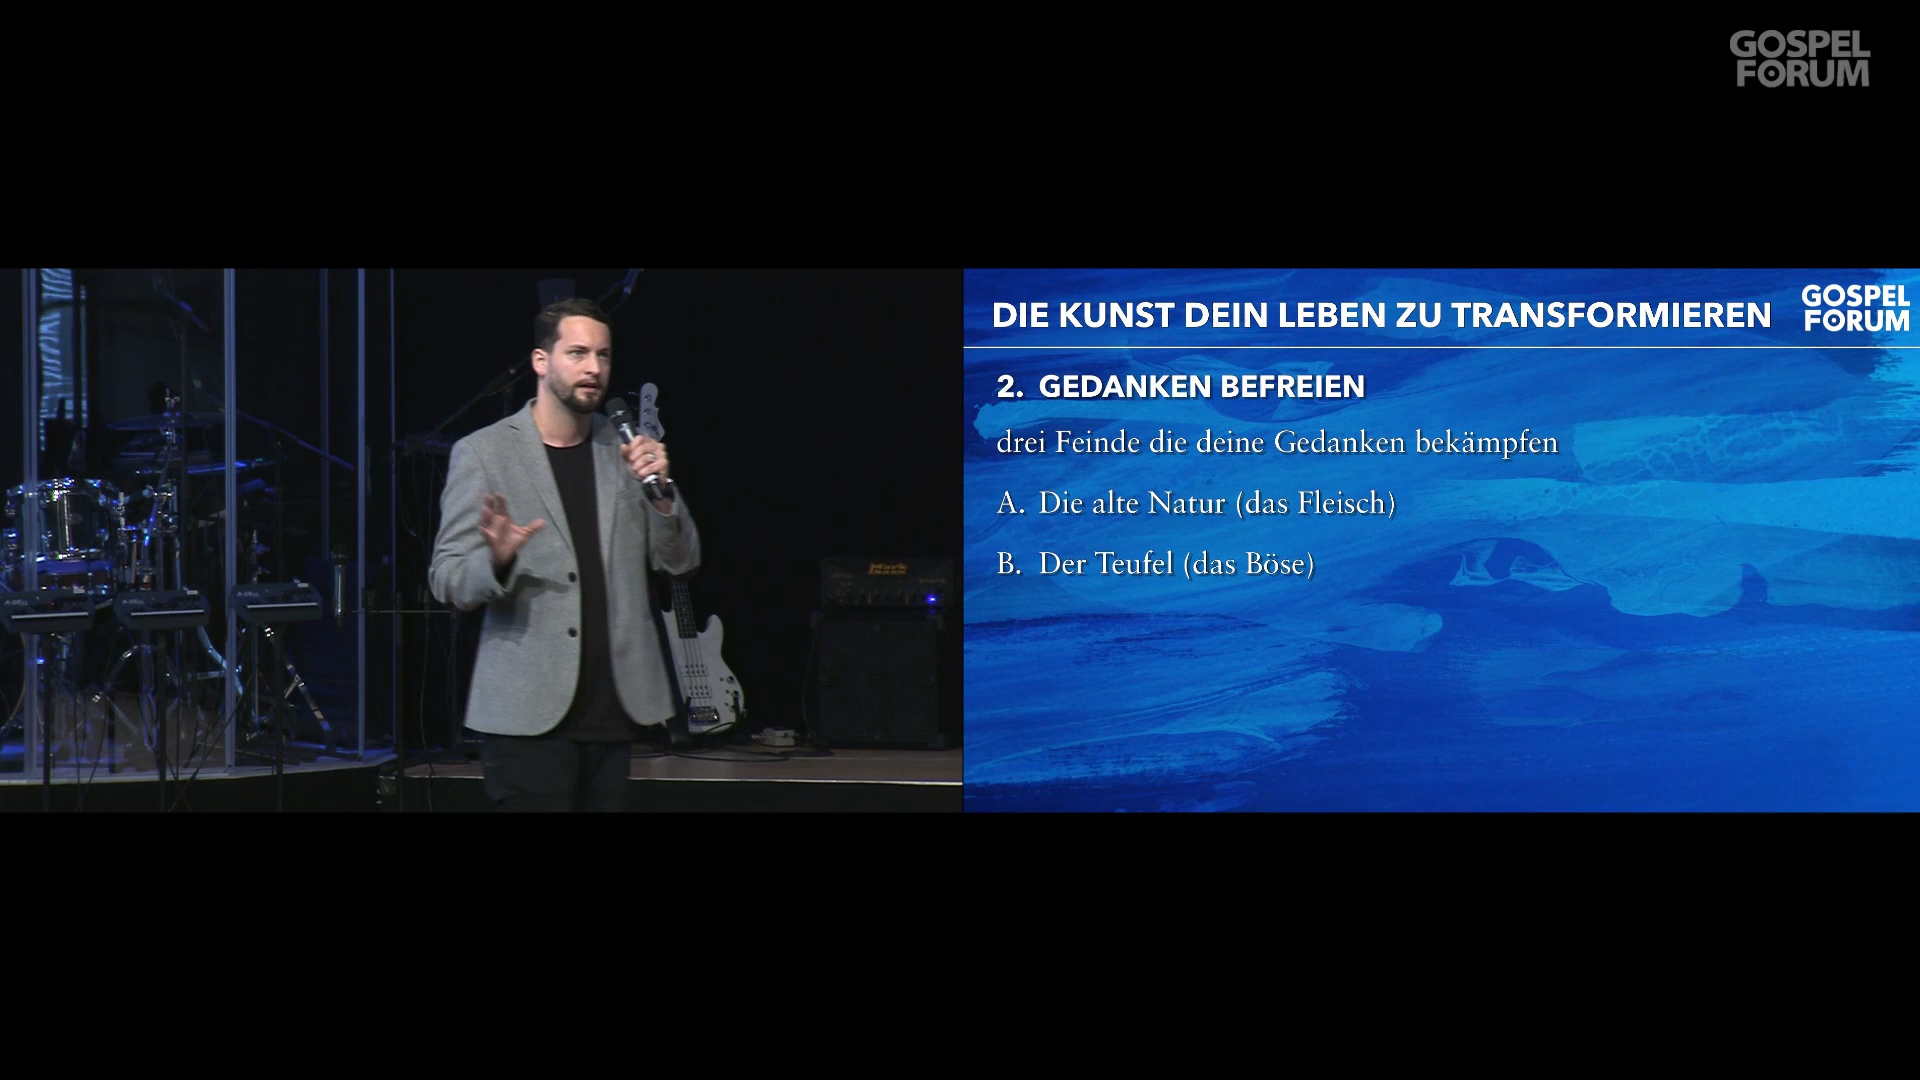 GOSPEL
FORUM
DIE KUNST DEIN LEBEN ZU TRANSFORMIEREN
GOSPEL
FORUM
2. GEDANKEN BEFREIEN
drei Feinde die deine Gedanken bekämpfen
A. Die alte Natur (das Fleisch)
B. Der Teufel (das Böse)
Mark